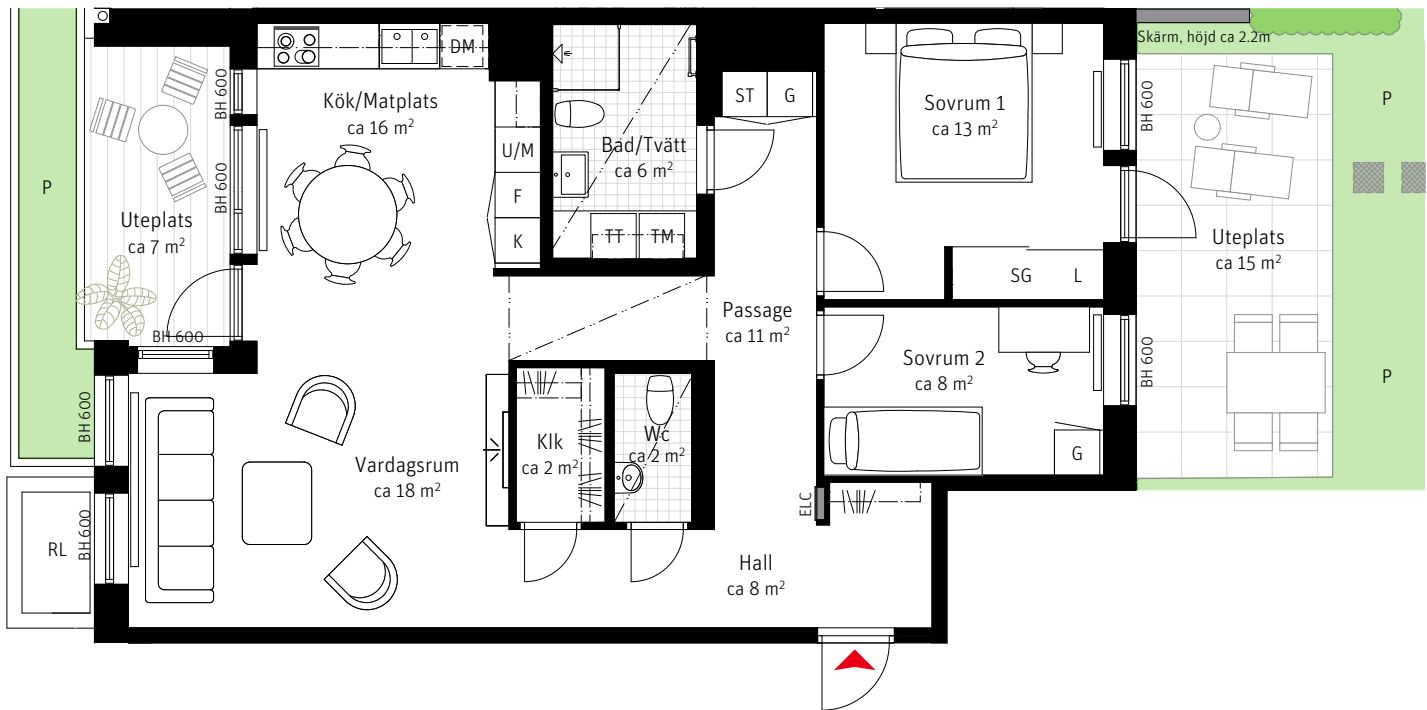 Skärm, höjd ca 2.2m
DM
ST
G
Kök/Matplats
ca 16 m²
BH 600
BH 600
U/M
F
K
Bad/Tvätt
ca 6 m²
TT
TM
Sovrum 1
ca 13 m²
BH 600
P
P
Uteplats
ca 7 m²
BH 600
Uteplats
ca 15 m²
SG
L
Passage
ca 11 m²
Sovrum 2
ca 8 m²
BH 600
P
G
BH 600
Klk
ca 2 m²
Wc
ca 2 m²
Vardagsrum
ca 18 m²
ELC
RL
BH 600
Hall
ca 8 m²